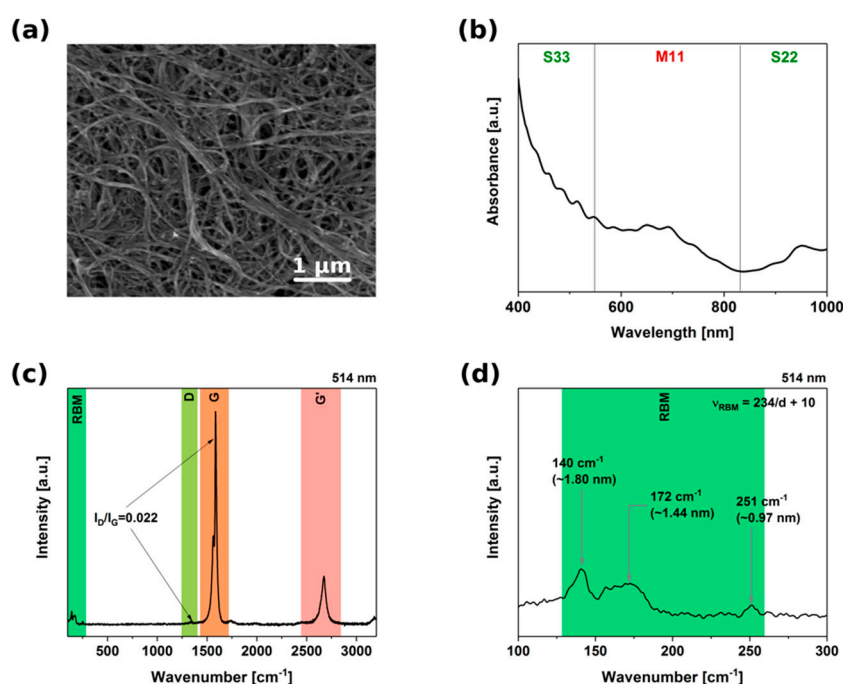 (a)
1 μm
(b)
S33 M11 S22
Absorbance [a.u.]
400 600 800 1000
Wavelength [nm]
(c)
514 nm
RBM D G G'
I_D/I_G=0.022
Intensity [a.u.]
500 1000 1500 2000 2500 3000
Wavenumber [cm⁻¹]
(d)
514 nm
RBM
ν_RBM = 234/d + 10
140 cm⁻¹
(~1.80 nm)
172 cm⁻¹
(~1.44 nm)
251 cm⁻¹
(~0.97 nm)
Intensity [a.u.]
100 150 200 250 300
Wavenumber [cm⁻¹]